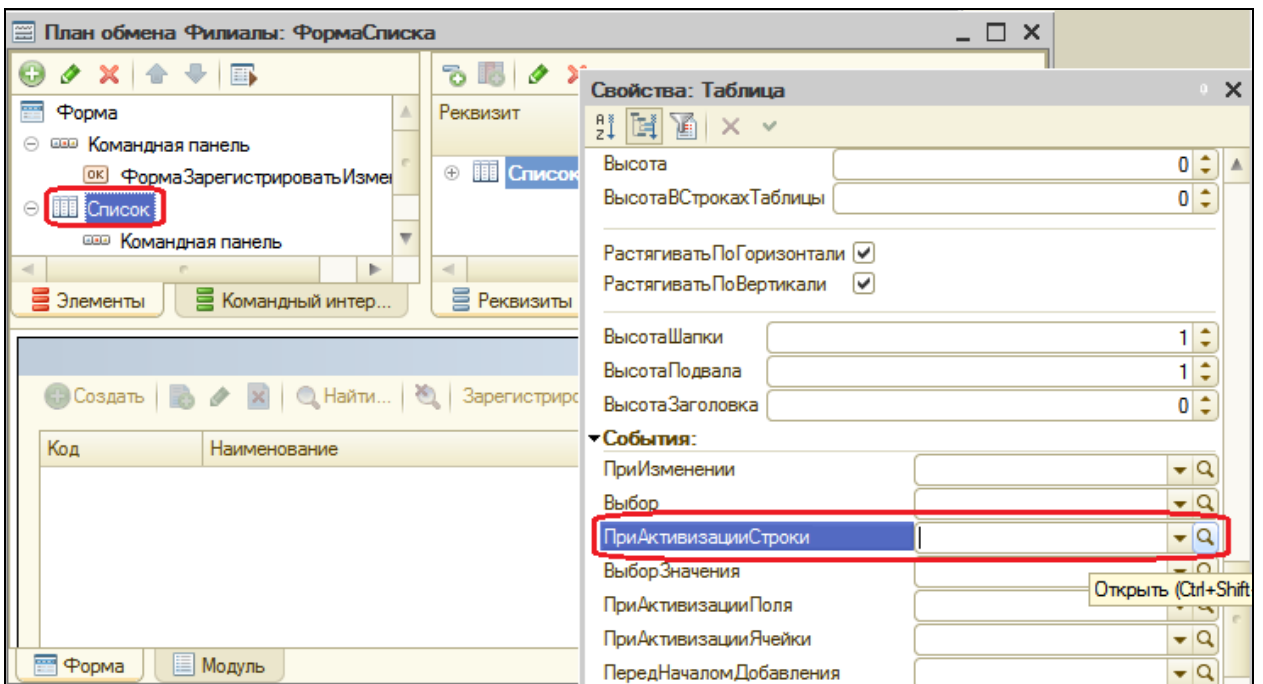 План обмена Филиалы: ФормаСписка
Форма
Командная панель
OK ФормаЗарегистрироватьИзме
Список
Командная панель
Элементы
Командный интер...
Реквизит
Список
Реквизиты
Создать
Найти...
Зарегистриро
Код
Наименование
Форма
Модуль
Свойства: Таблица
Высота 0
ВысотаВСтрокахТаблицы 0
РастягиватьПоГоризонтали
РастягиватьПоВертикали
ВысотаШапки 1
ВысотаПодвала 1
ВысотаЗаголовка 0
События:
ПриИзменении
Выбор
ПриАктивизацииСтроки
ВыборЗначения
Открыть (Ctrl+Shift
ПриАктивизацииПоля
ПриАктивизацииЯчейки
ПередНачаломДобавления